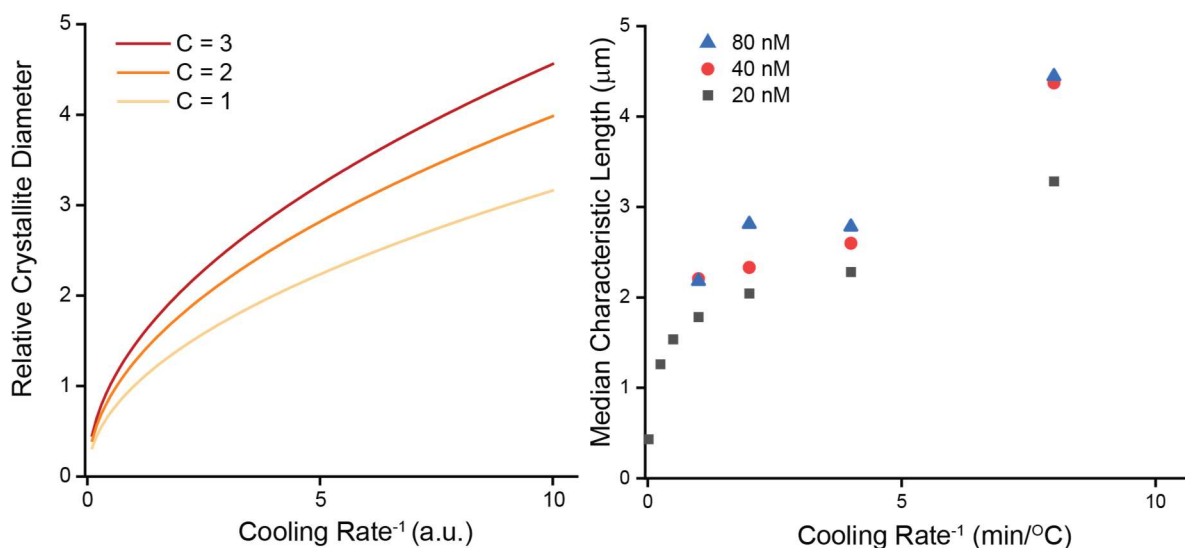 Relative Crystallite Diameter
5
4
3
2
1
0
C = 3
C = 2
C = 1
0
5
10
Cooling Rate⁻¹ (a.u.)
Median Characteristic Length (μm)
5
4
3
2
1
0
80 nM
40 nM
20 nM
0
5
10
Cooling Rate⁻¹ (min/ᴼC)